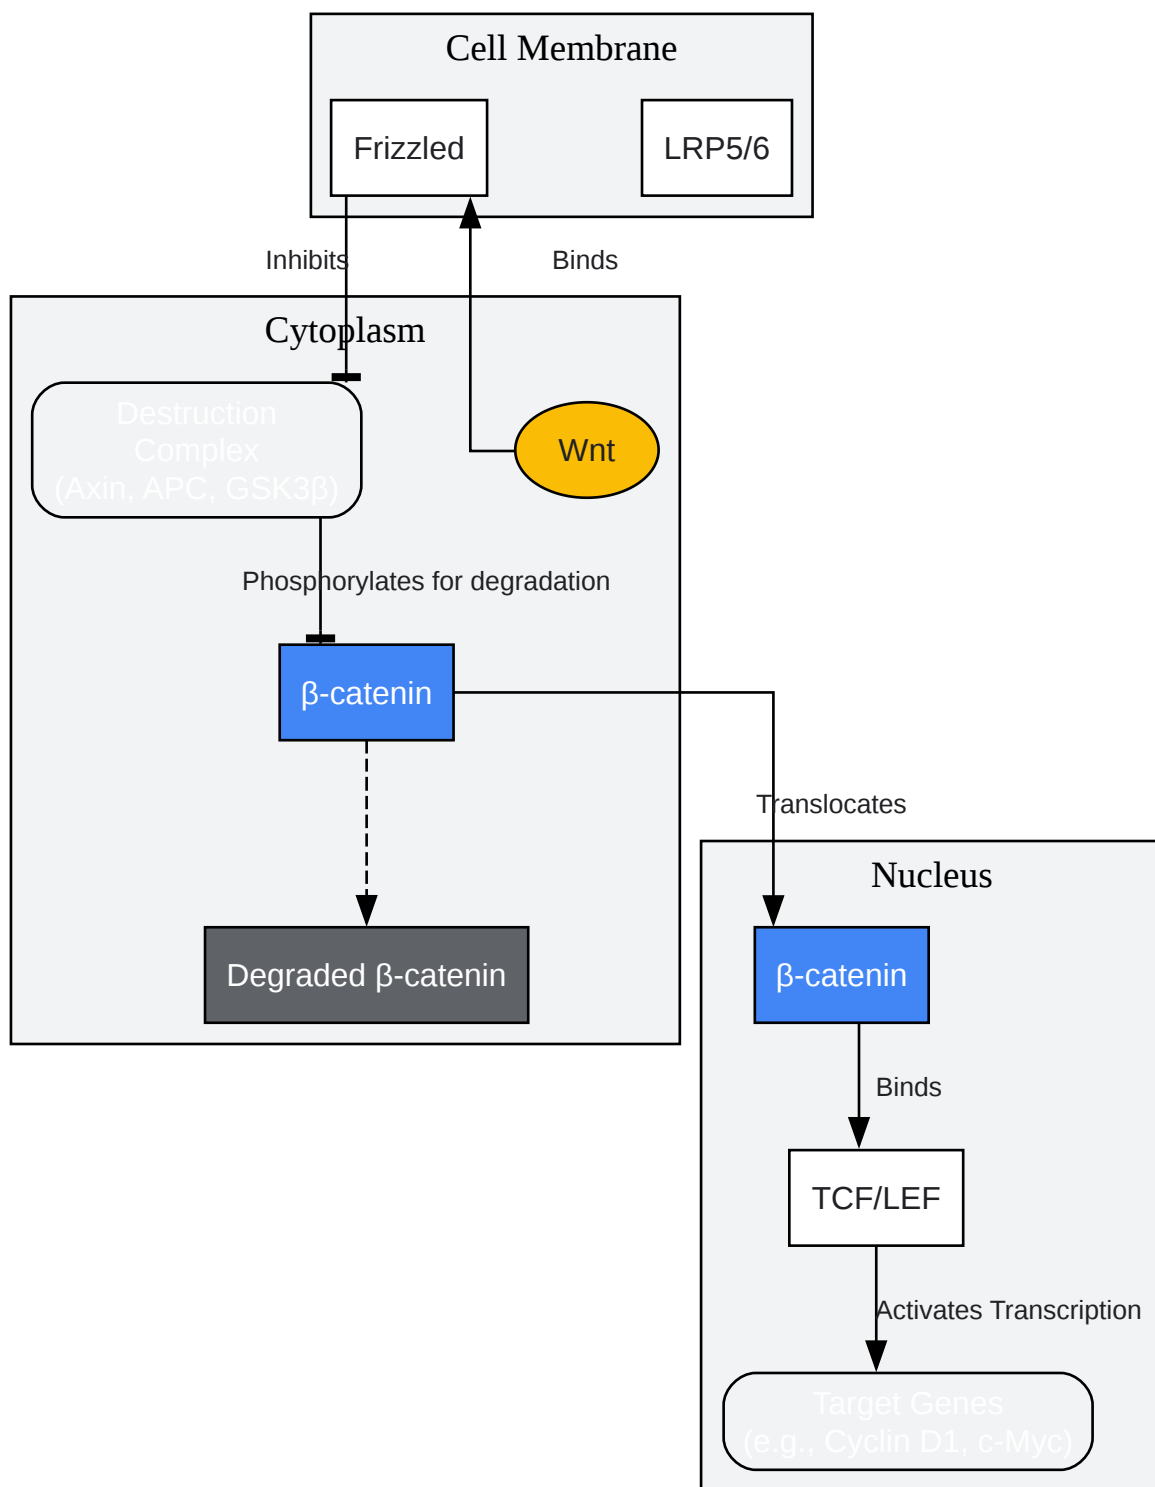 Cell Membrane
Frizzled
LRP5/6
Inhibits
Binds
Cytoplasm
Destruction
Complex
(Axin, APC, GSK3β)
Wnt
Phosphorylates for degradation
β-catenin
Translocates
Nucleus
Degraded β-catenin
β-catenin
Binds
TCF/LEF
Activates Transcription
Target Genes
(e.g., Cyclin D1, c-Myc)